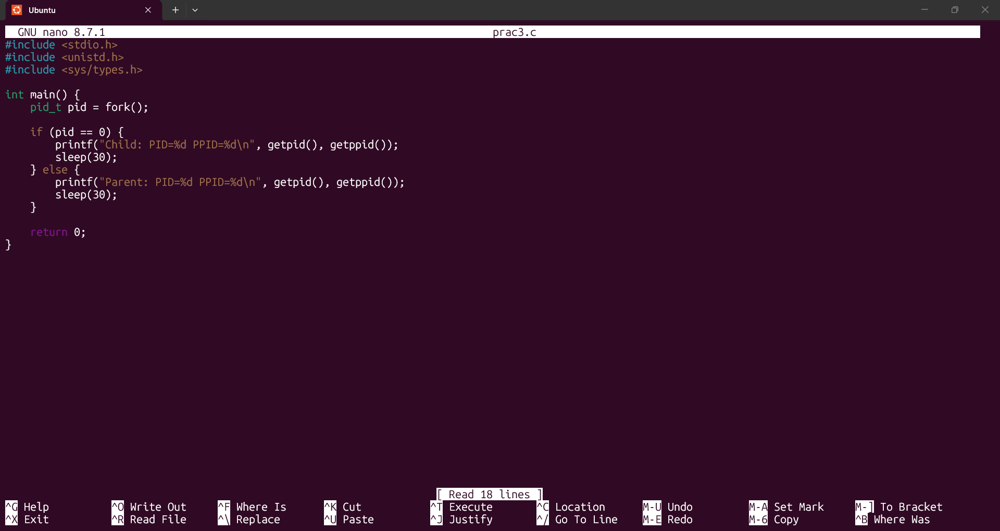 Ubuntu
GNU nano 8.7.1 prac3.c
#include <stdio.h>
#include <unistd.h>
#include <sys/types.h>

int main() {
    pid_t pid = fork();

    if (pid == 0) {
        printf("Child: PID=%d PPID=%d\n", getpid(), getppid());
        sleep(30);
    } else {
        printf("Parent: PID=%d PPID=%d\n", getpid(), getppid());
        sleep(30);
    }

    return 0;
}
[ Read 18 lines ]
^G Help ^O Write Out ^F Where Is ^K Cut ^T Execute ^C Location M-U Undo M-A Set Mark M-] To Bracket
^X Exit ^R Read File ^\ Replace ^U Paste ^J Justify ^/ Go To Line M-E Redo M-6 Copy ^B Where Was